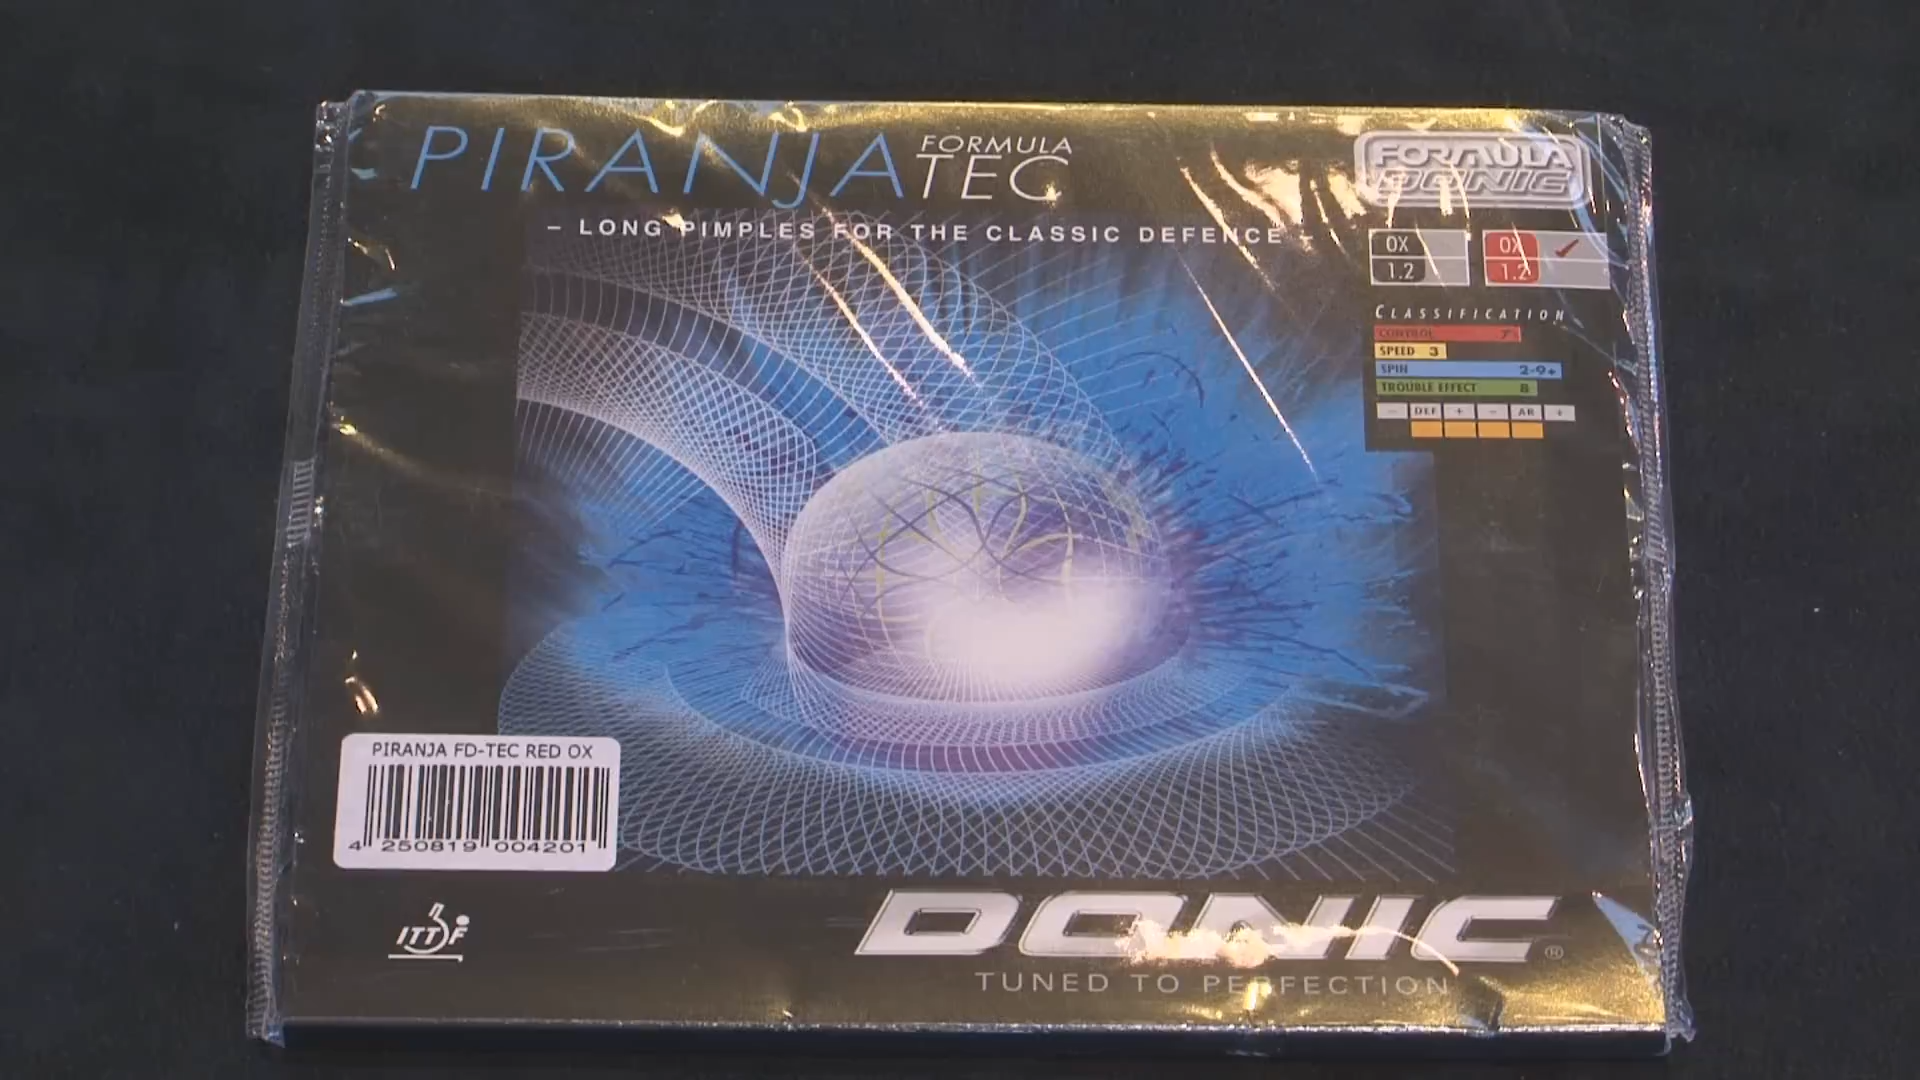 PIRANJA FORMULA TEC
FORMULA DONIC
- LONG PIMPLES FOR THE CLASSIC DEFENCE -
OX OX
1.2 1.2
CLASSIFICATION
CONTROL
SPEED 3
SPIN 2-9+
TROUBLE EFFECT 8
- DEF + - AR +
PIRANJA FD-TEC RED OX
4 250819 004201
ITTF
DONIC ®
TUNED TO PERFECTION